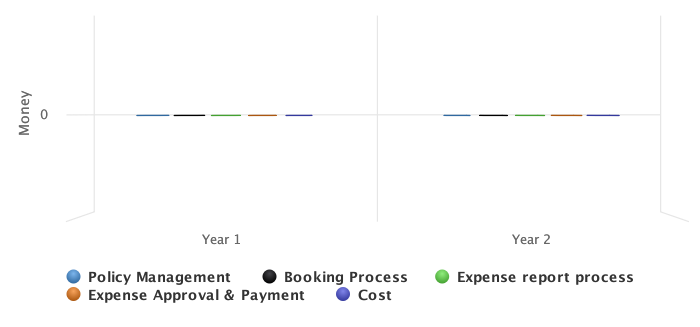 Money
0
Year 1
Year 2
Policy Management
Booking Process
Expense report process
Expense Approval & Payment
Cost